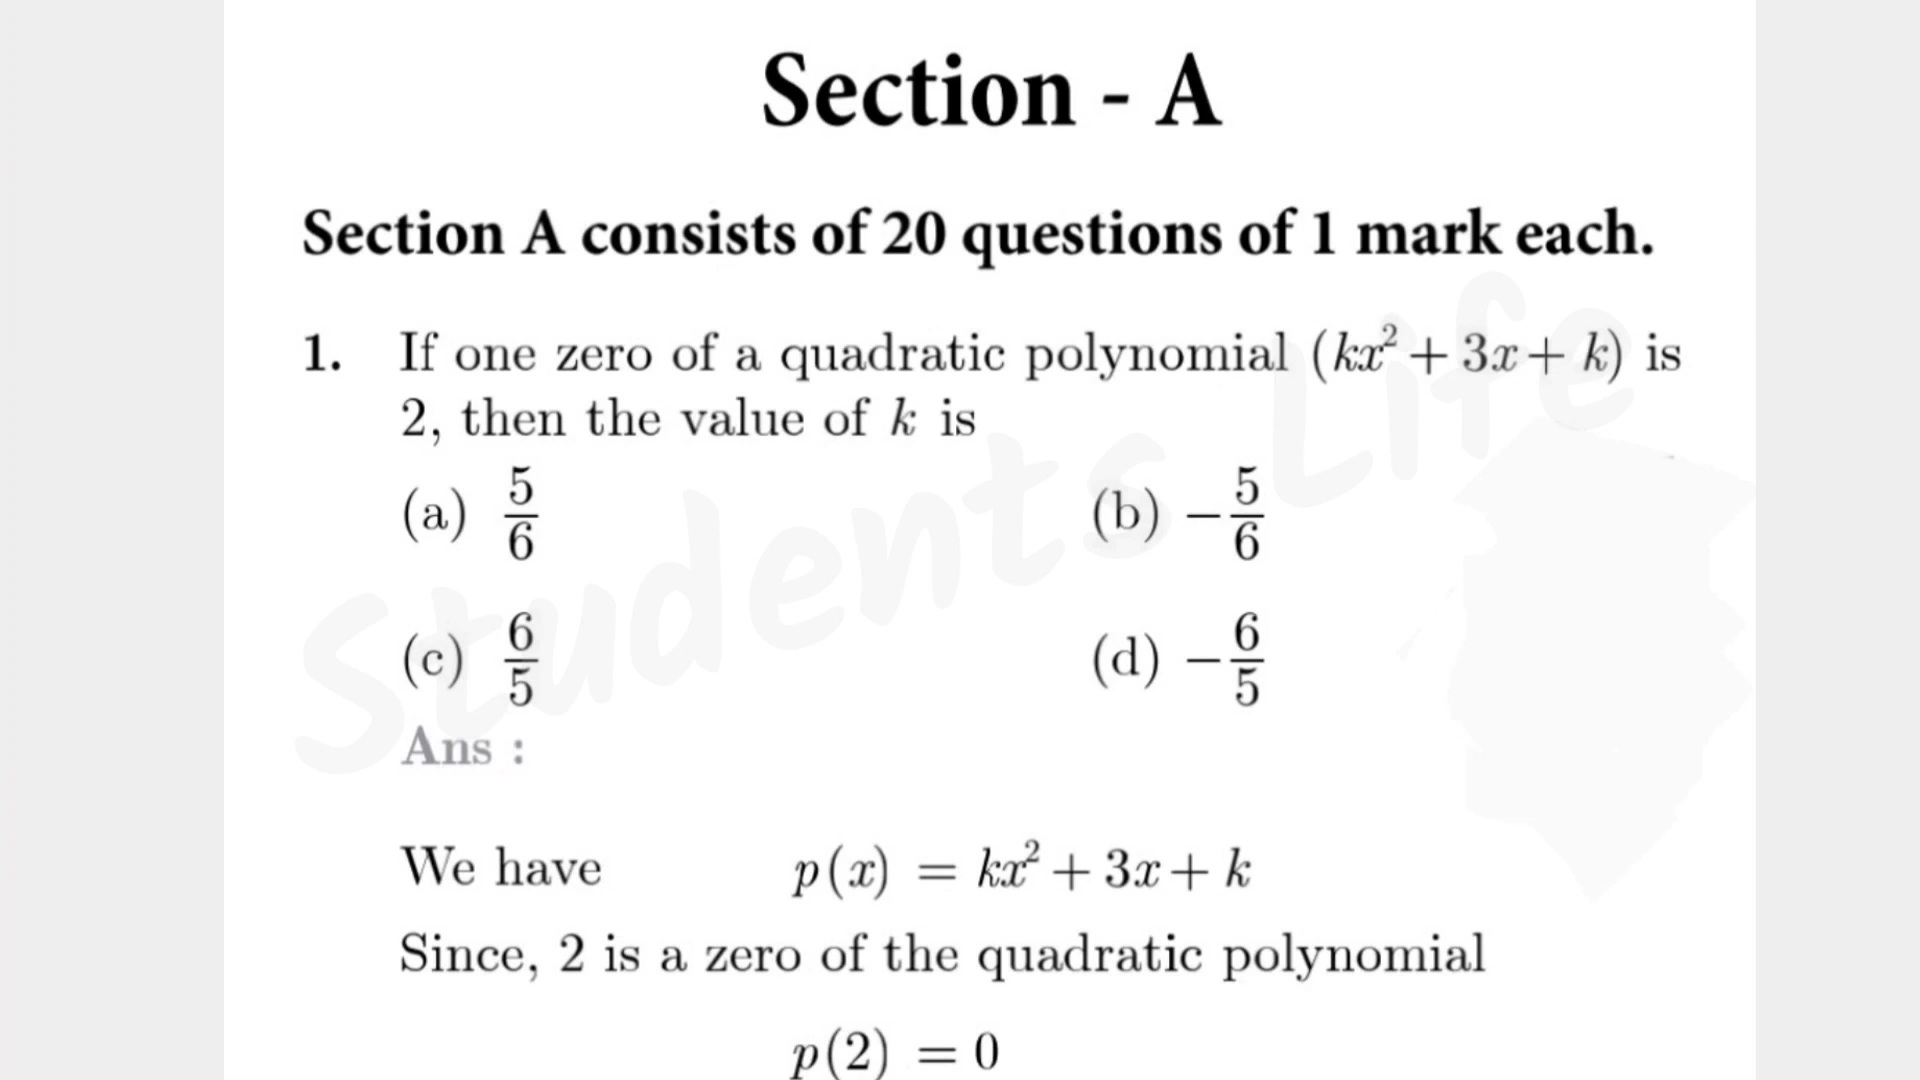 Section - A
Section A consists of 20 questions of 1 mark each.
1. If one zero of a quadratic polynomial (kx² + 3x + k) is
2, then the value of k is
(a) 5/6 (b) −5/6
(c) 6/5 (d) −6/5
Ans :
We have p(x) = kx² + 3x + k
Since, 2 is a zero of the quadratic polynomial
p(2) = 0
Students Life